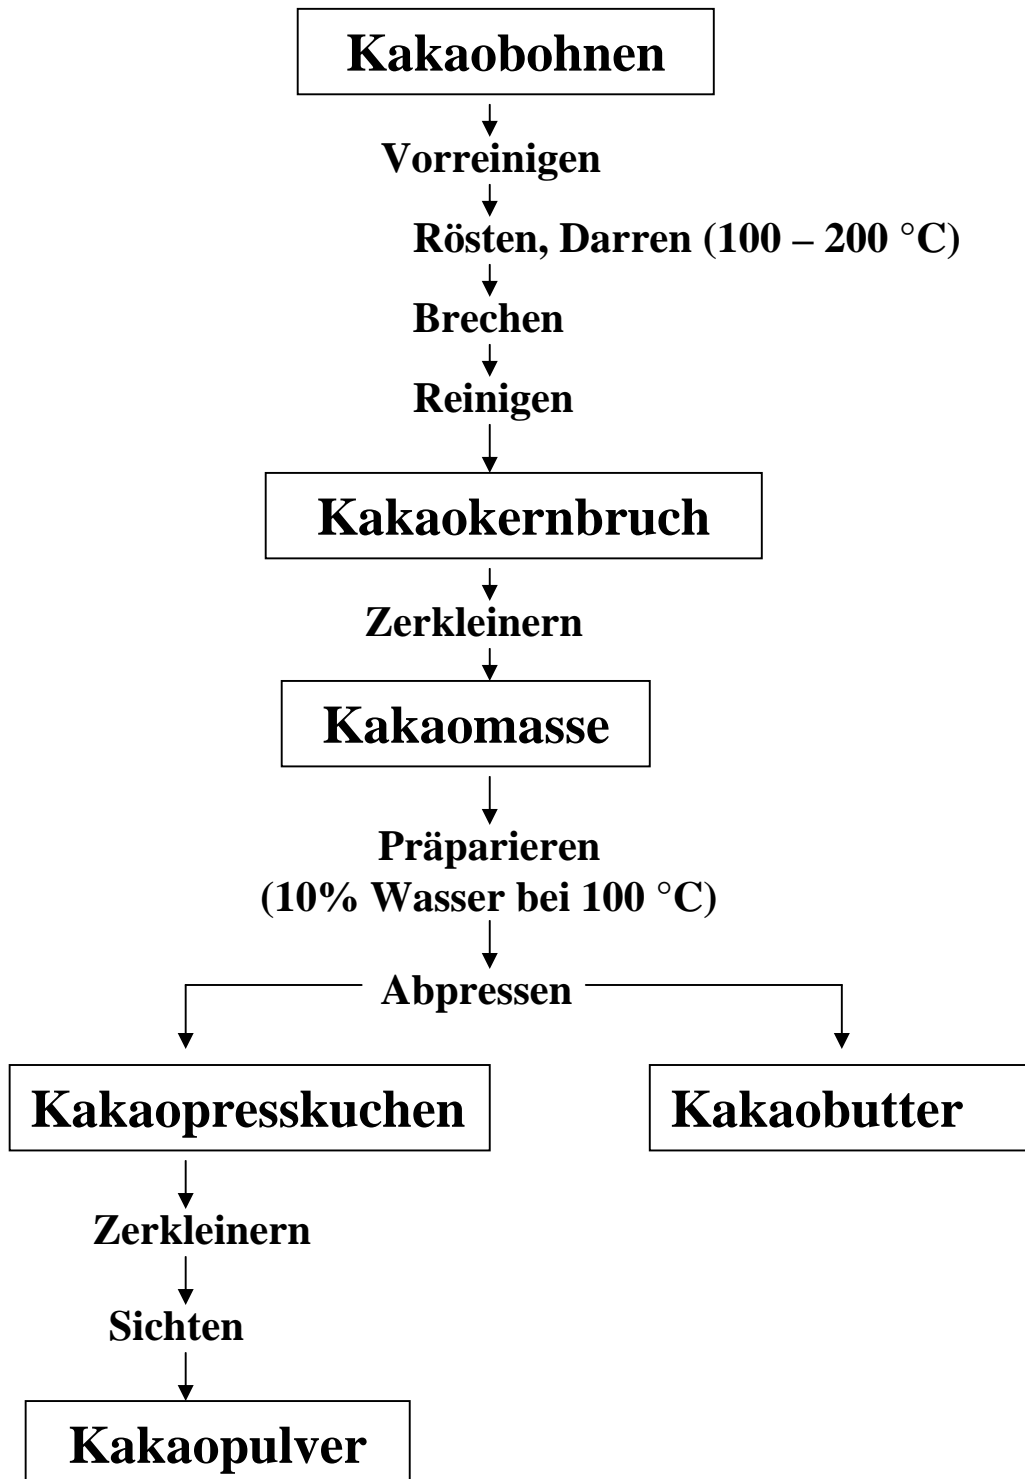 Kakaobohnen
Vorreinigen
Rösten, Darren (100 – 200 °C)
Brechen
Reinigen
Kakaokernbruch
Zerkleinern
Kakaomasse
Präparieren
(10% Wasser bei 100 °C)
Abpressen
Kakaopresskuchen
Kakaobutter
Zerkleinern
Sichten
Kakaopulver